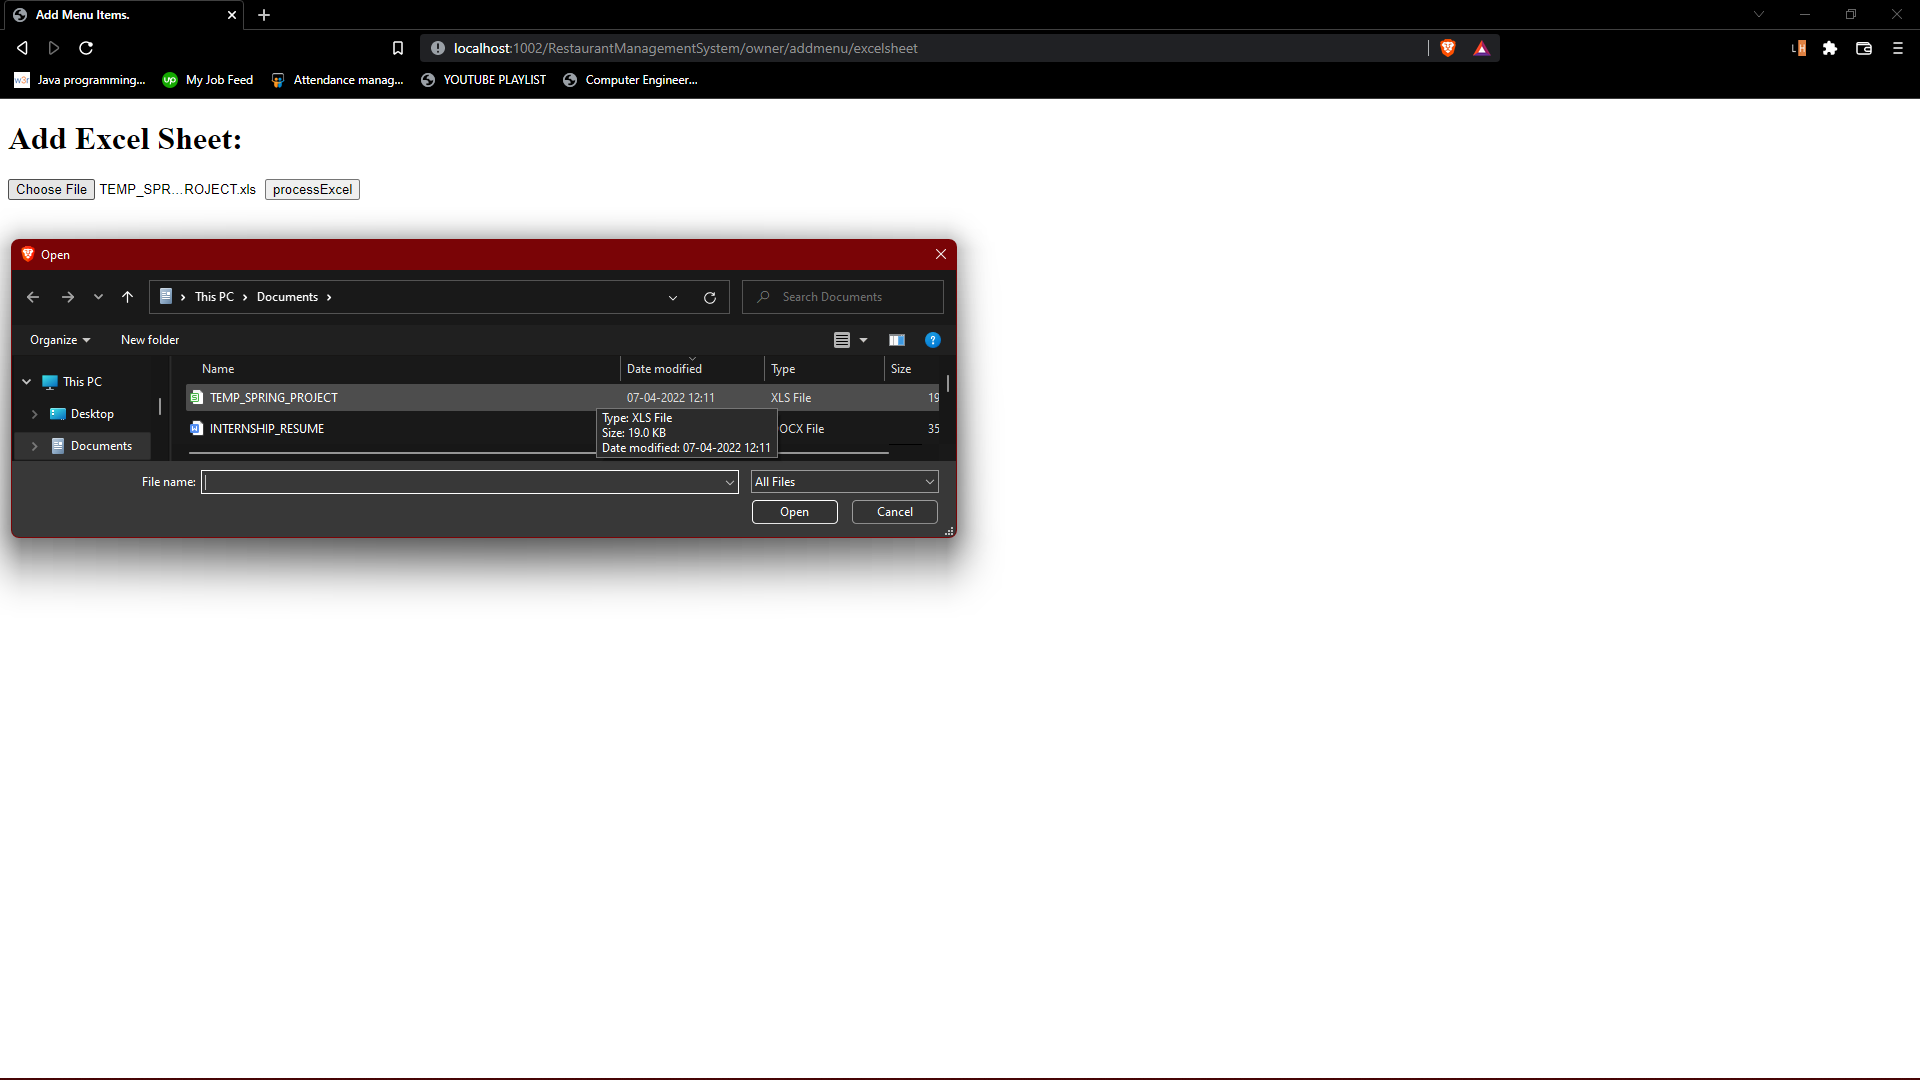 Add Menu Items.
localhost:1002/RestaurantManagementSystem/owner/addmenu/excelsheet
L H
w3r Java programming... up My Job Feed Attendance manag... YOUTUBE PLAYLIST Computer Engineer...
Add Excel Sheet:
Choose File TEMP_SPR...ROJECT.xls processExcel
Open
This PC Documents Search Documents
Organize New folder
Name Date modified Type Size
This PC
TEMP_SPRING_PROJECT 07-04-2022 12:11 XLS File 19
Desktop
Type: XLS File
INTERNSHIP_RESUME OCX File 35
Size: 19.0 KB
Documents
Date modified: 07-04-2022 12:11
File name: All Files
Open Cancel